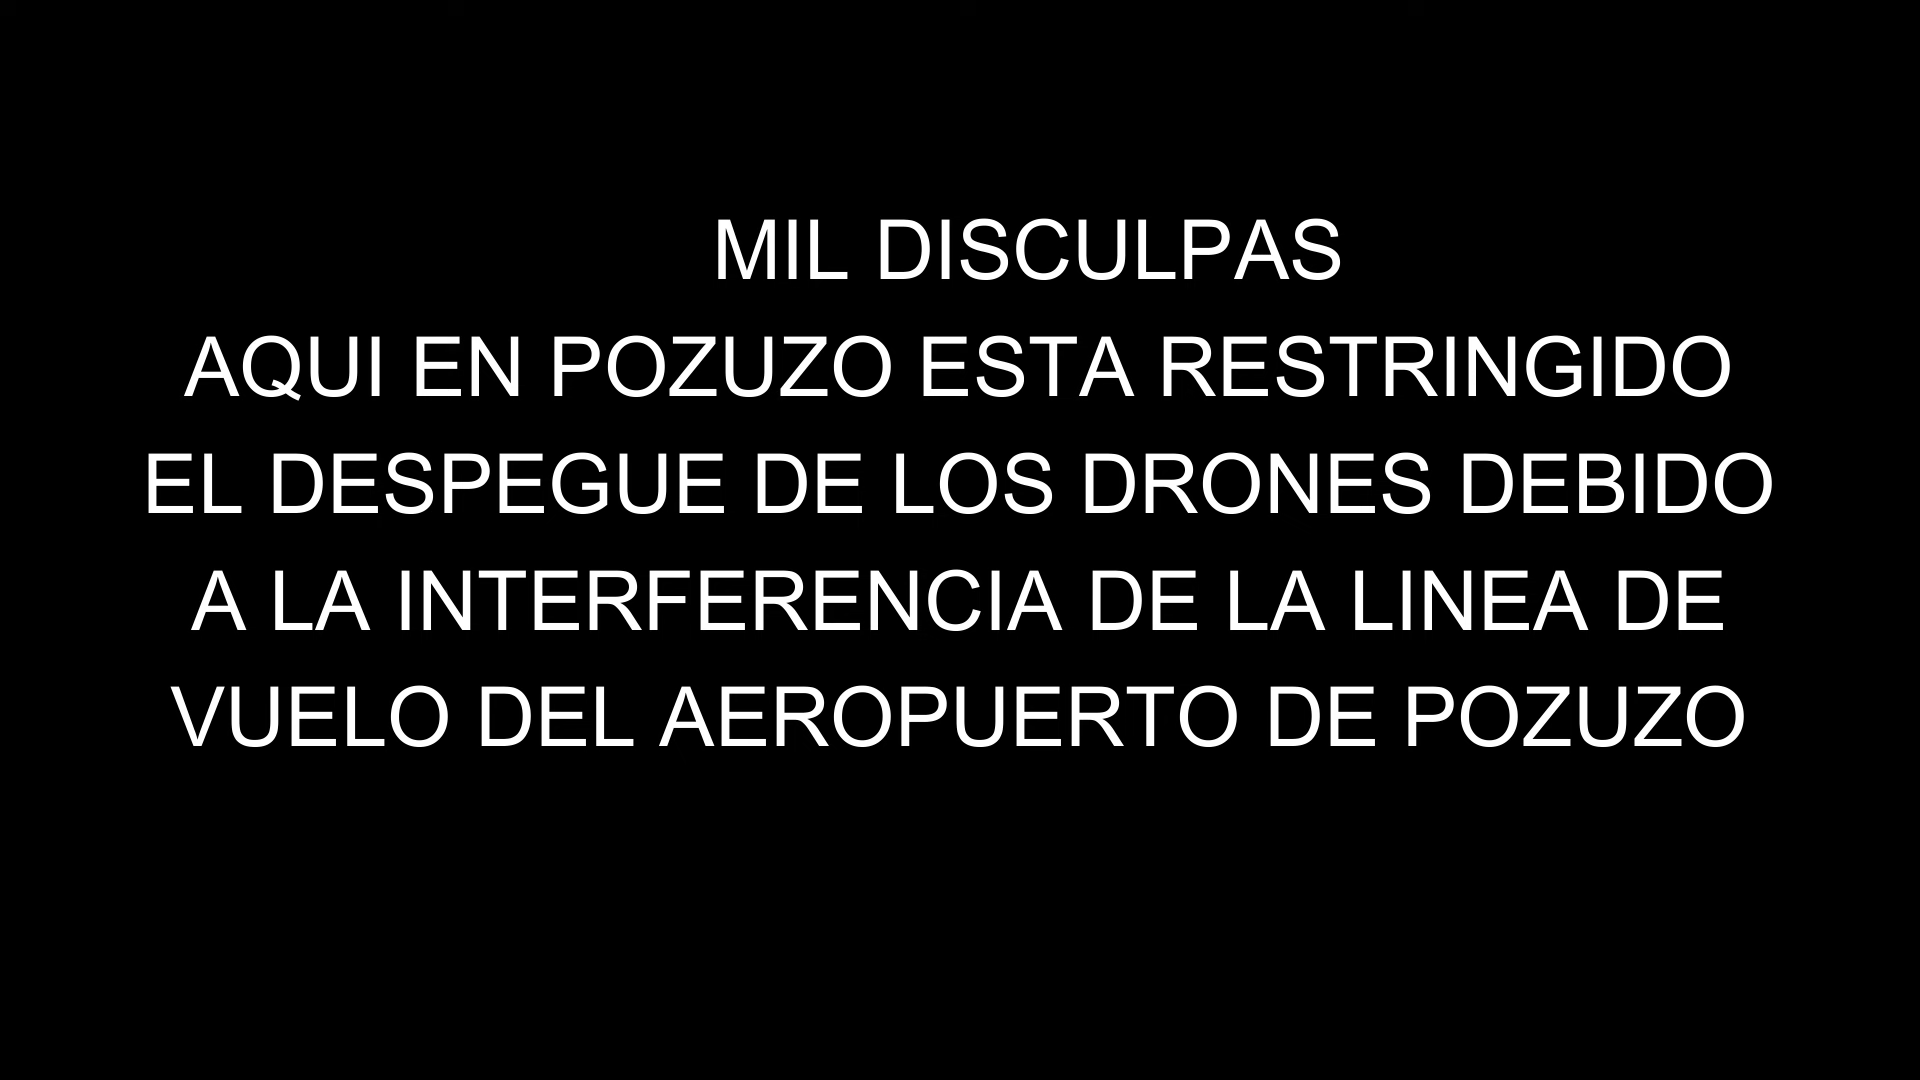 MIL DISCULPAS
AQUI EN POZUZO ESTA RESTRINGIDO
EL DESPEGUE DE LOS DRONES DEBIDO
A LA INTERFERENCIA DE LA LINEA DE
VUELO DEL AEROPUERTO DE POZUZO